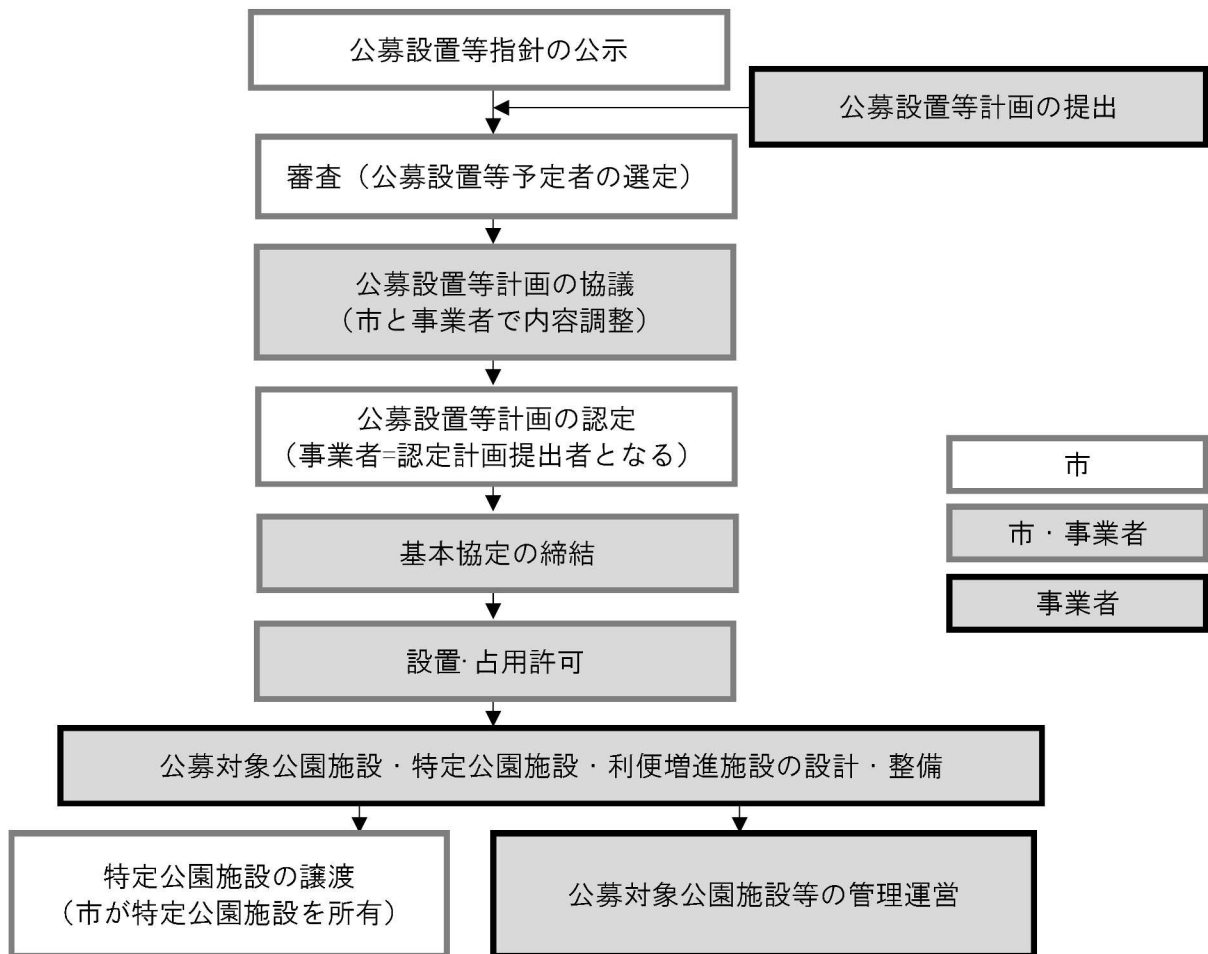 公募設置等指針の公示
公募設置等計画の提出
審査（公募設置等予定者の選定）
公募設置等計画の協議
（市と事業者で内容調整）
公募設置等計画の認定
（事業者=認定計画提出者となる）
市
市・事業者
基本協定の締結
事業者
設置・占用許可
公募対象公園施設・特定公園施設・利便増進施設の設計・整備
特定公園施設の譲渡
（市が特定公園施設を所有）
公募対象公園施設等の管理運営